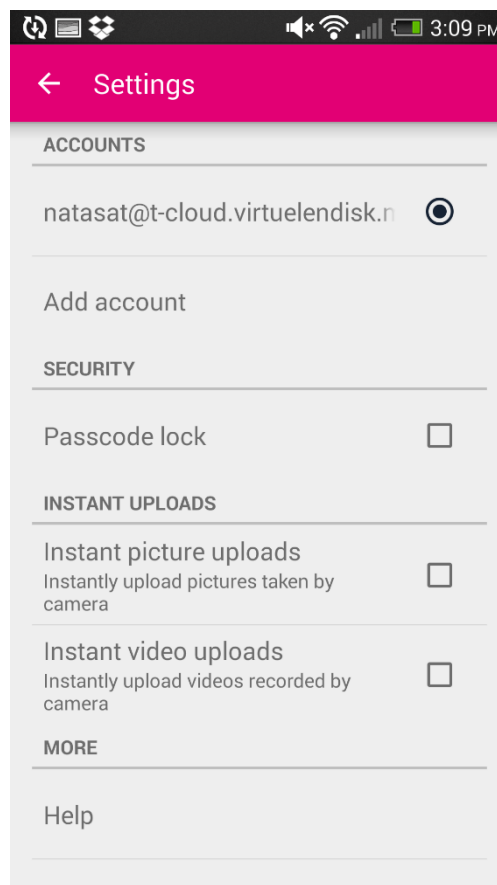 3:09 PM
Settings
ACCOUNTS
natasat@t-cloud.virtuelendisk.n
Add account
SECURITY
Passcode lock
INSTANT UPLOADS
Instant picture uploads
Instantly upload pictures taken by
camera
Instant video uploads
Instantly upload videos recorded by
camera
MORE
Help